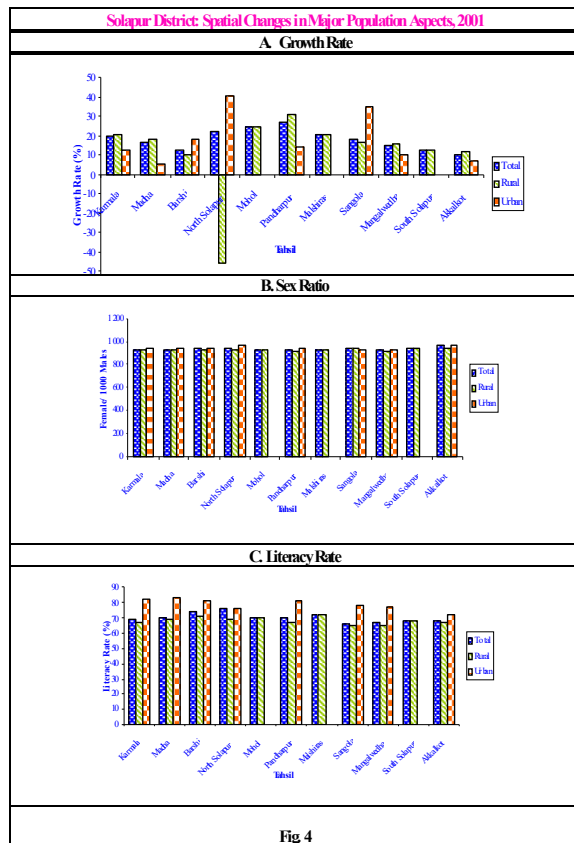 Solapur District: Spatial Changes in Major Population Aspects, 2001
A. Growth Rate
50
40
30
20
10
0
-10
-20
-30
-40
-50
Growth Rate (%)
Karmala
Madha
Barshi
North Solapur
Mohol
Pandharpur
Malshiras
Sangola
Mangalwedha
South Solapur
Akkalkot
Tahsil
Total
Rural
Urban
B. Sex Ratio
1200
1000
800
600
400
200
0
Female/ 1000 Males
Karmala
Madha
Barshi
North Solapur
Mohol
Pandharpur
Malshiras
Sangola
Mangalwedha
South Solapur
Akkalkot
Tahsil
Total
Rural
Urban
C. Literacy Rate
90
80
70
60
50
40
30
20
10
0
Literacy Rate (%)
Karmala
Madha
Barshi
North Solapur
Mohol
Pandharpur
Malshiras
Sangola
Mangalwedha
South Solapur
Akkalkot
Tahsil
Total
Rural
Urban
Fig. 4